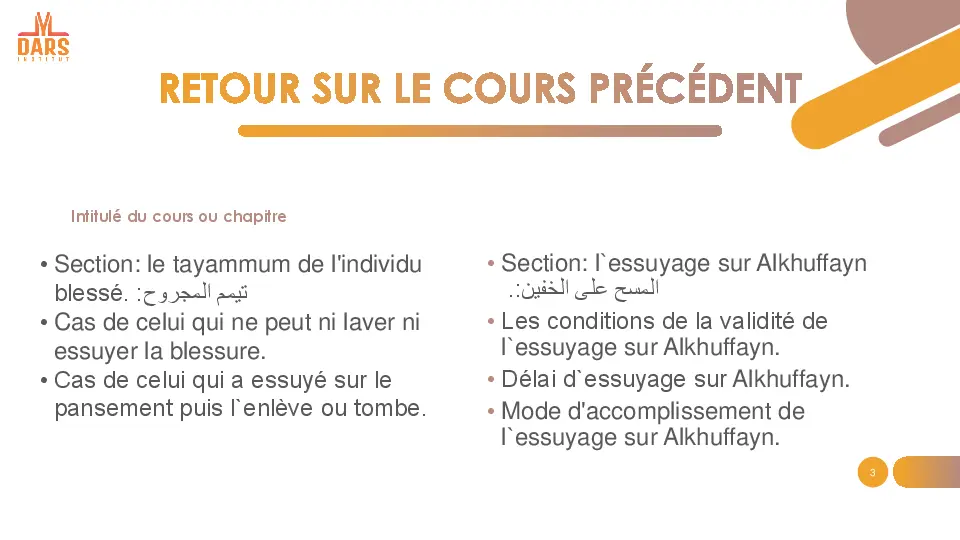 DARS
INSTITUT
RETOUR SUR LE COURS PRÉCÉDENT
Intitulé du cours ou chapitre
• Section: le tayammum de l'individu
blessé. :تيمم المجروح
• Cas de celui qui ne peut ni laver ni
essuyer la blessure.
• Cas de celui qui a essuyé sur le
pansement puis l`enlève ou tombe.
• Section: l`essuyage sur Alkhuffayn
المسح على الخفين:.
• Les conditions de la validité de
l`essuyage sur Alkhuffayn.
• Délai d`essuyage sur Alkhuffayn.
• Mode d'accomplissement de
l`essuyage sur Alkhuffayn.
3